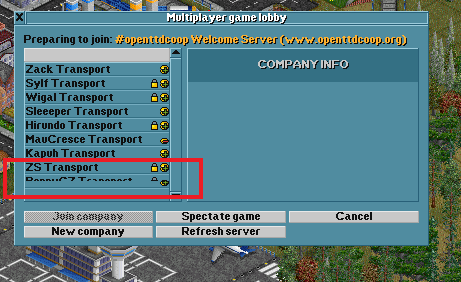 Multiplayer game lobby
Preparing to join: #openttdcoop Welcome Server (www.openttdcoop.org)
Zack Transport
Sylf Transport
Wigal Transport
Sleeeper Transport
Hirundo Transport
MauCresce Transport
Kapuh Transport
ZS Transport
COMPANY INFO
Join company
Spectate game
Cancel
New company
Refresh server